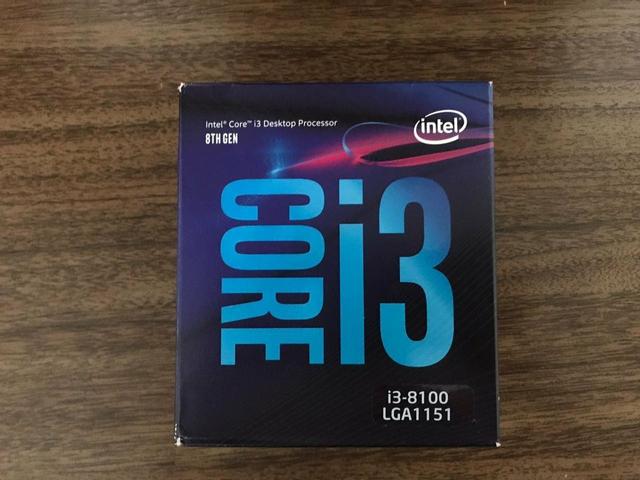 Intel® Core™ i3 Desktop Processor
8TH GEN
intel
CORE i3
i3-8100
LGA1151